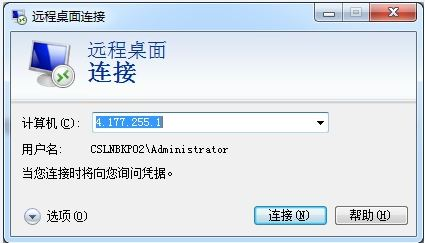 远程桌面连接
远程桌面
连接
计算机(C):
4.177.255.1
用户名:
CSLNBKP02\Administrator
当您连接时将向您询问凭据。
选项(O)
连接(N)
帮助(H)